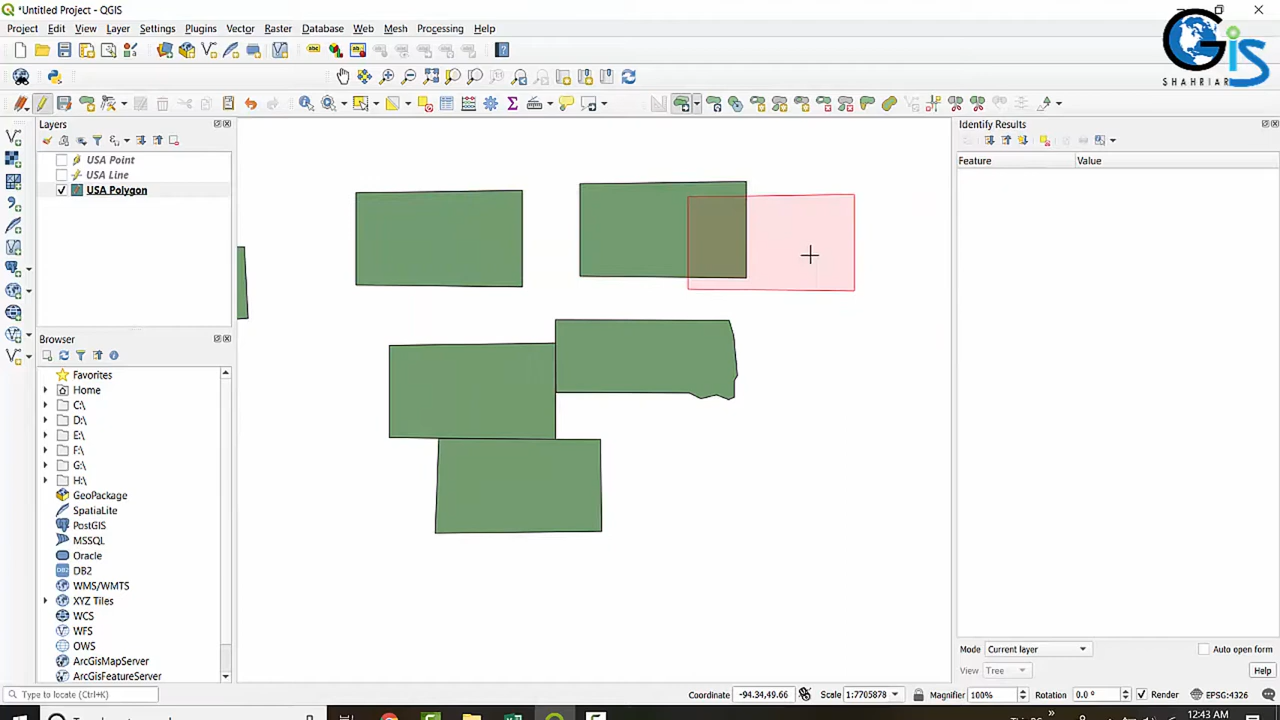 *Untitled Project - QGIS
Project Edit View Layer Settings Plugins Vector Raster Database Web Mesh Processing Help
GIS
SHAHRIAR
Layers
USA Point
USA Line
USA Polygon
Browser
Favorites
Home
C:\
D:\
E:\
F:\
G:\
H:\
GeoPackage
SpatiaLite
PostGIS
MSSQL
Oracle
DB2
WMS/WMTS
XYZ Tiles
WCS
WFS
OWS
ArcGisMapServer
ArcGisFeatureServer
Identify Results
Feature Value
Mode Current layer Auto open form
View Tree Help
Type to locate (Ctrl+K) Coordinate -94.34,49.66 Scale 1:7705878 Magnifier 100% Rotation 0.0 ° Render EPSG:4326
12:43 AM